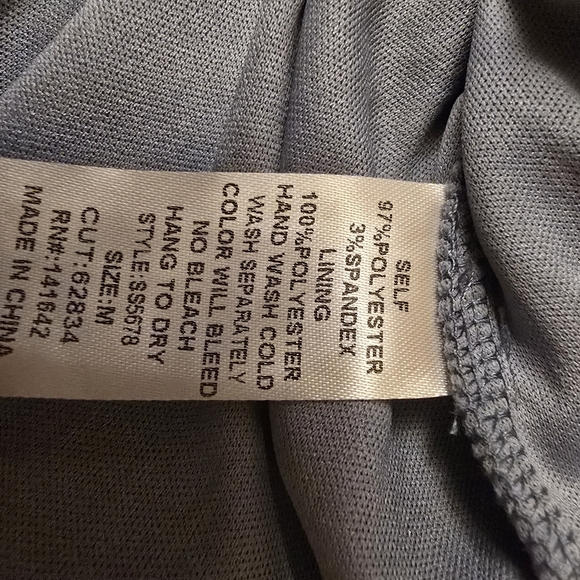 SELF
97%POLYESTER
3%SPANDEX
LINING
100%POLYESTER
HAND WASH COLD
WASH SEPARATELY
COLOR WILL BLEED
NO BLEACH
HANG TO DRY
STYLE:SS5678
SIZE:M
CUT:62834
RN#:141642
MADE IN CHINA